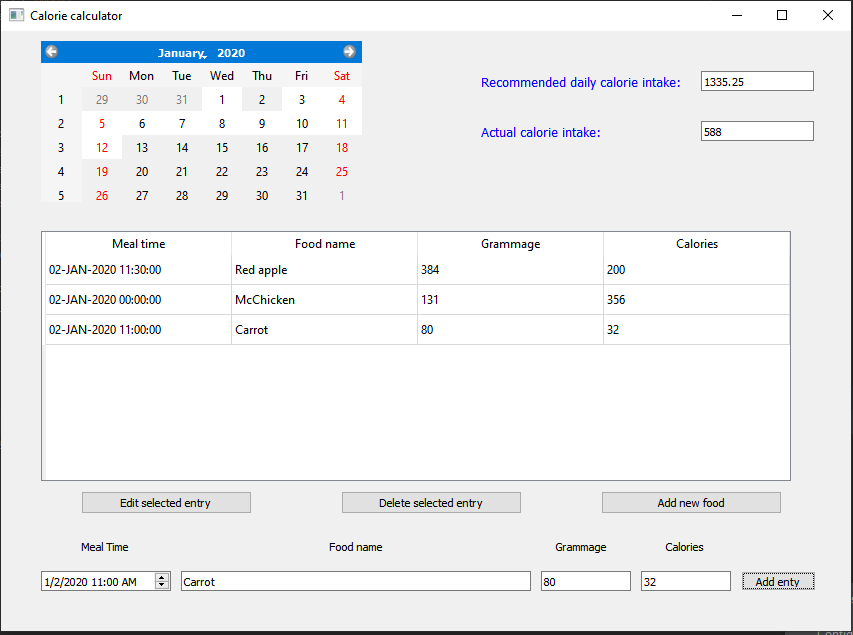 Calorie calculator
January, 2020
Sun Mon Tue Wed Thu Fri Sat
1 29 30 31 1 2 3 4
2 5 6 7 8 9 10 11
3 12 13 14 15 16 17 18
4 19 20 21 22 23 24 25
5 26 27 28 29 30 31 1
Recommended daily calorie intake: 1335.25
Actual calorie intake: 588
Meal time Food name Grammage Calories
02-JAN-2020 11:30:00 Red apple 384 200
02-JAN-2020 00:00:00 McChicken 131 356
02-JAN-2020 11:00:00 Carrot 80 32
Edit selected entry Delete selected entry Add new food
Meal Time Food name Grammage Calories
1/2/2020 11:00 AM Carrot 80 32 Add enty